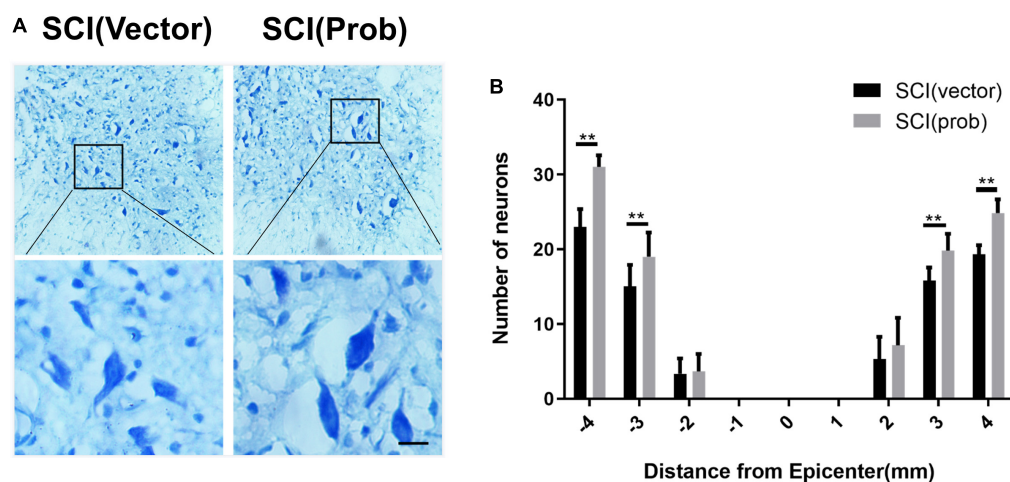 A SCI(Vector) SCI(Prob)
B
SCI(vector)
SCI(prob)
Number of neurons
40
30
20
10
0
**
**
**
**
-4 -3 -2 -1 0 1 2 3 4
Distance from Epicenter(mm)